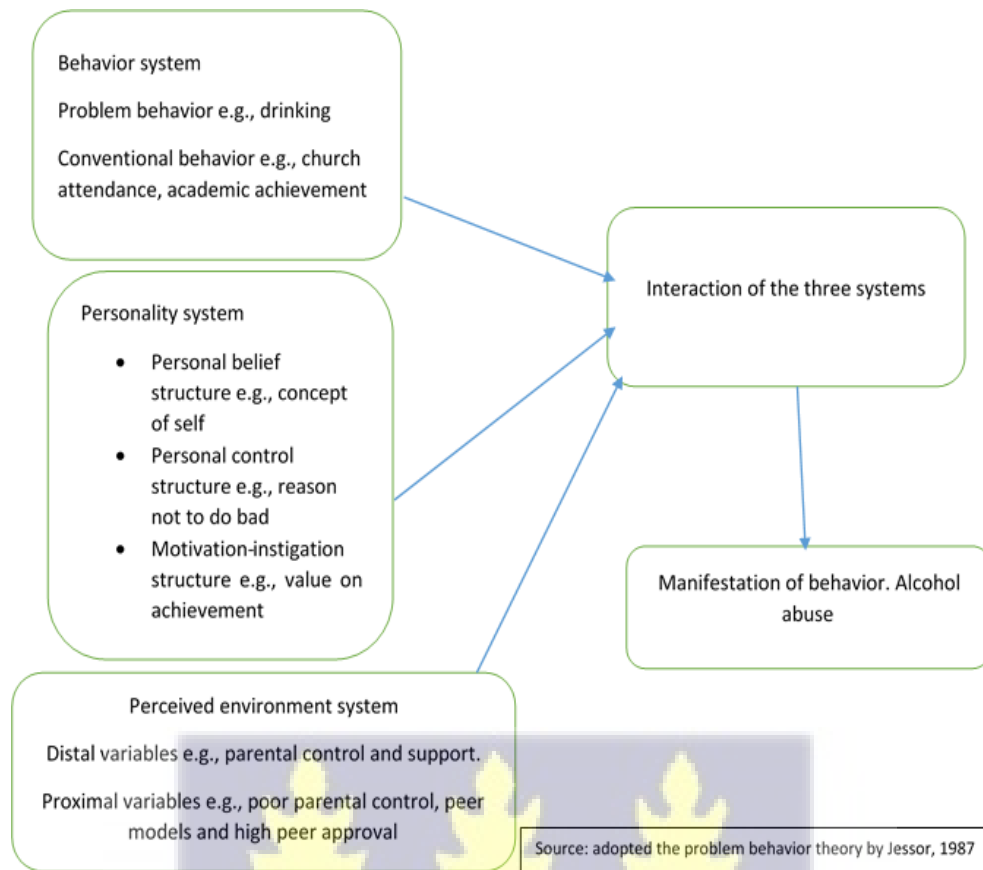 Behavior system
Problem behavior e.g., drinking
Conventional behavior e.g., church
attendance, academic achievement
Personality system
• Personal belief
structure e.g., concept
of self
• Personal control
structure e.g., reason
not to do bad
• Motivation-instigation
structure e.g., value on
achievement
Perceived environment system
Distal variables e.g., parental control and support.
Proximal variables e.g., poor parental control, peer
models and high peer approval
Interaction of the three systems
Manifestation of behavior. Alcohol
abuse
Source: adopted the problem behavior theory by Jessor, 1987